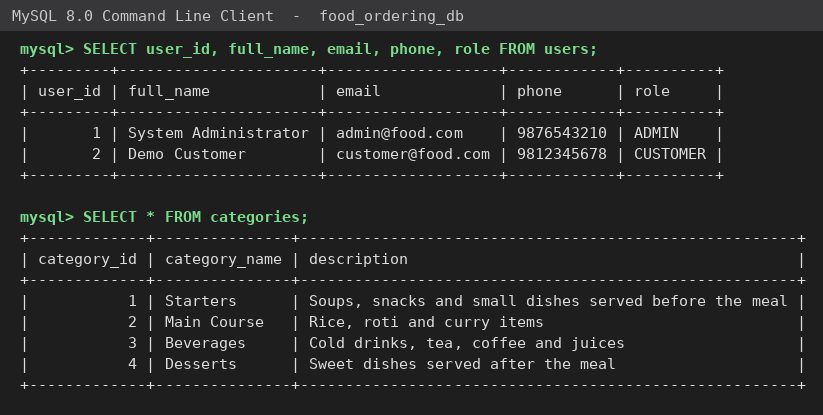 MySQL 8.0 Command Line Client  -  food_ordering_db
mysql> SELECT user_id, full_name, email, phone, role FROM users;
+---------+----------------------+-------------------+------------+----------+
| user_id | full_name            | email             | phone      | role     |
+---------+----------------------+-------------------+------------+----------+
|       1 | System Administrator | admin@food.com    | 9876543210 | ADMIN    |
|       2 | Demo Customer        | customer@food.com | 9812345678 | CUSTOMER |
+---------+----------------------+-------------------+------------+----------+
mysql> SELECT * FROM categories;
+-------------+---------------+-------------------------------------------------------+
| category_id | category_name | description                                           |
+-------------+---------------+-------------------------------------------------------+
|           1 | Starters      | Soups, snacks and small dishes served before the meal |
|           2 | Main Course   | Rice, roti and curry items                            |
|           3 | Beverages     | Cold drinks, tea, coffee and juices                   |
|           4 | Desserts      | Sweet dishes served after the meal                    |
+-------------+---------------+-------------------------------------------------------+